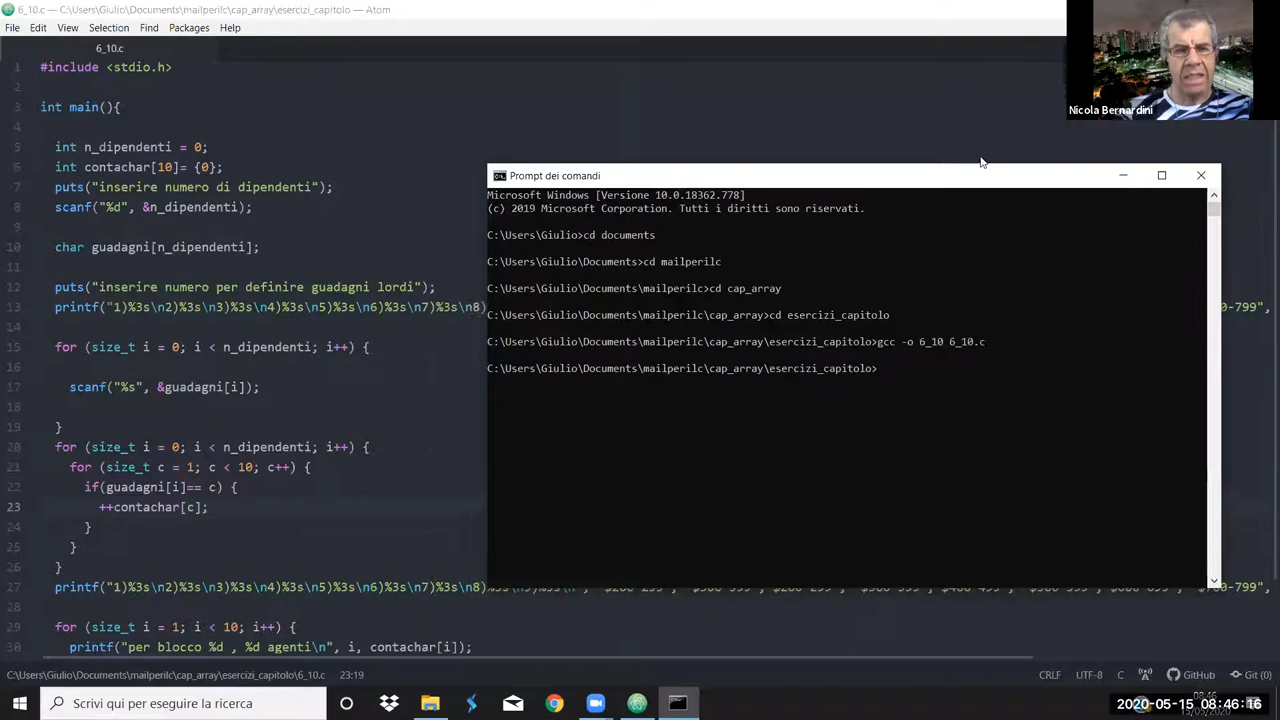 6_10.c — C:\Users\Giulio\Documents\mailperilc\cap_array\esercizi_capitolo — Atom
File Edit View Selection Find Packages Help
6_10.c
1 #include <stdio.h>
2
3 int main(){
4
5 int n_dipendenti = 0;
6 int contachar[10]= {0};
7 puts("inserire numero di dipendenti");
8 scanf("%d", &n_dipendenti);
9
10 char guadagni[n_dipendenti];
11
12 puts("inserire numero per definire guadagni lordi");
13 printf("1)%3s\n2)%3s\n3)%3s\n4)%3s\n5)%3s\n6)%3s\n7)%3s\n8) 00-799",
14
15 for (size_t i = 0; i < n_dipendenti; i++) {
16
17 scanf("%s", &guadagni[i]);
18
19 }
20 for (size_t i = 0; i < n_dipendenti; i++) {
21 for (size_t c = 1; c < 10; c++) {
22 if(guadagni[i]== c) {
23 ++contachar[c];
24 }
25 }
26 }
27 printf("1)%3s\n2)%3s\n3)%3s\n4)%3s\n5)%3s\n6)%3s\n7)%3s\n8)
28
29 for (size_t i = 1; i < 10; i++) {
30 printf("per blocco %d , %d agenti\n", i, contachar[i]);
Nicola Bernardini
Prompt dei comandi
Microsoft Windows [Versione 10.0.18362.778]
(c) 2019 Microsoft Corporation. Tutti i diritti sono riservati.
C:\Users\Giulio>cd documents
C:\Users\Giulio\Documents>cd mailperilc
C:\Users\Giulio\Documents\mailperilc>cd cap_array
C:\Users\Giulio\Documents\mailperilc\cap_array>cd esercizi_capitolo
C:\Users\Giulio\Documents\mailperilc\cap_array\esercizi_capitolo>gcc -o 6_10 6_10.c
C:\Users\Giulio\Documents\mailperilc\cap_array\esercizi_capitolo>
C:\Users\Giulio\Documents\mailperilc\cap_array\esercizi_capitolo\6_10.c 23:19 CRLF UTF-8 C GitHub Git (0)
Scrivi qui per eseguire la ricerca
08:46
2020-05-15 08:46:16